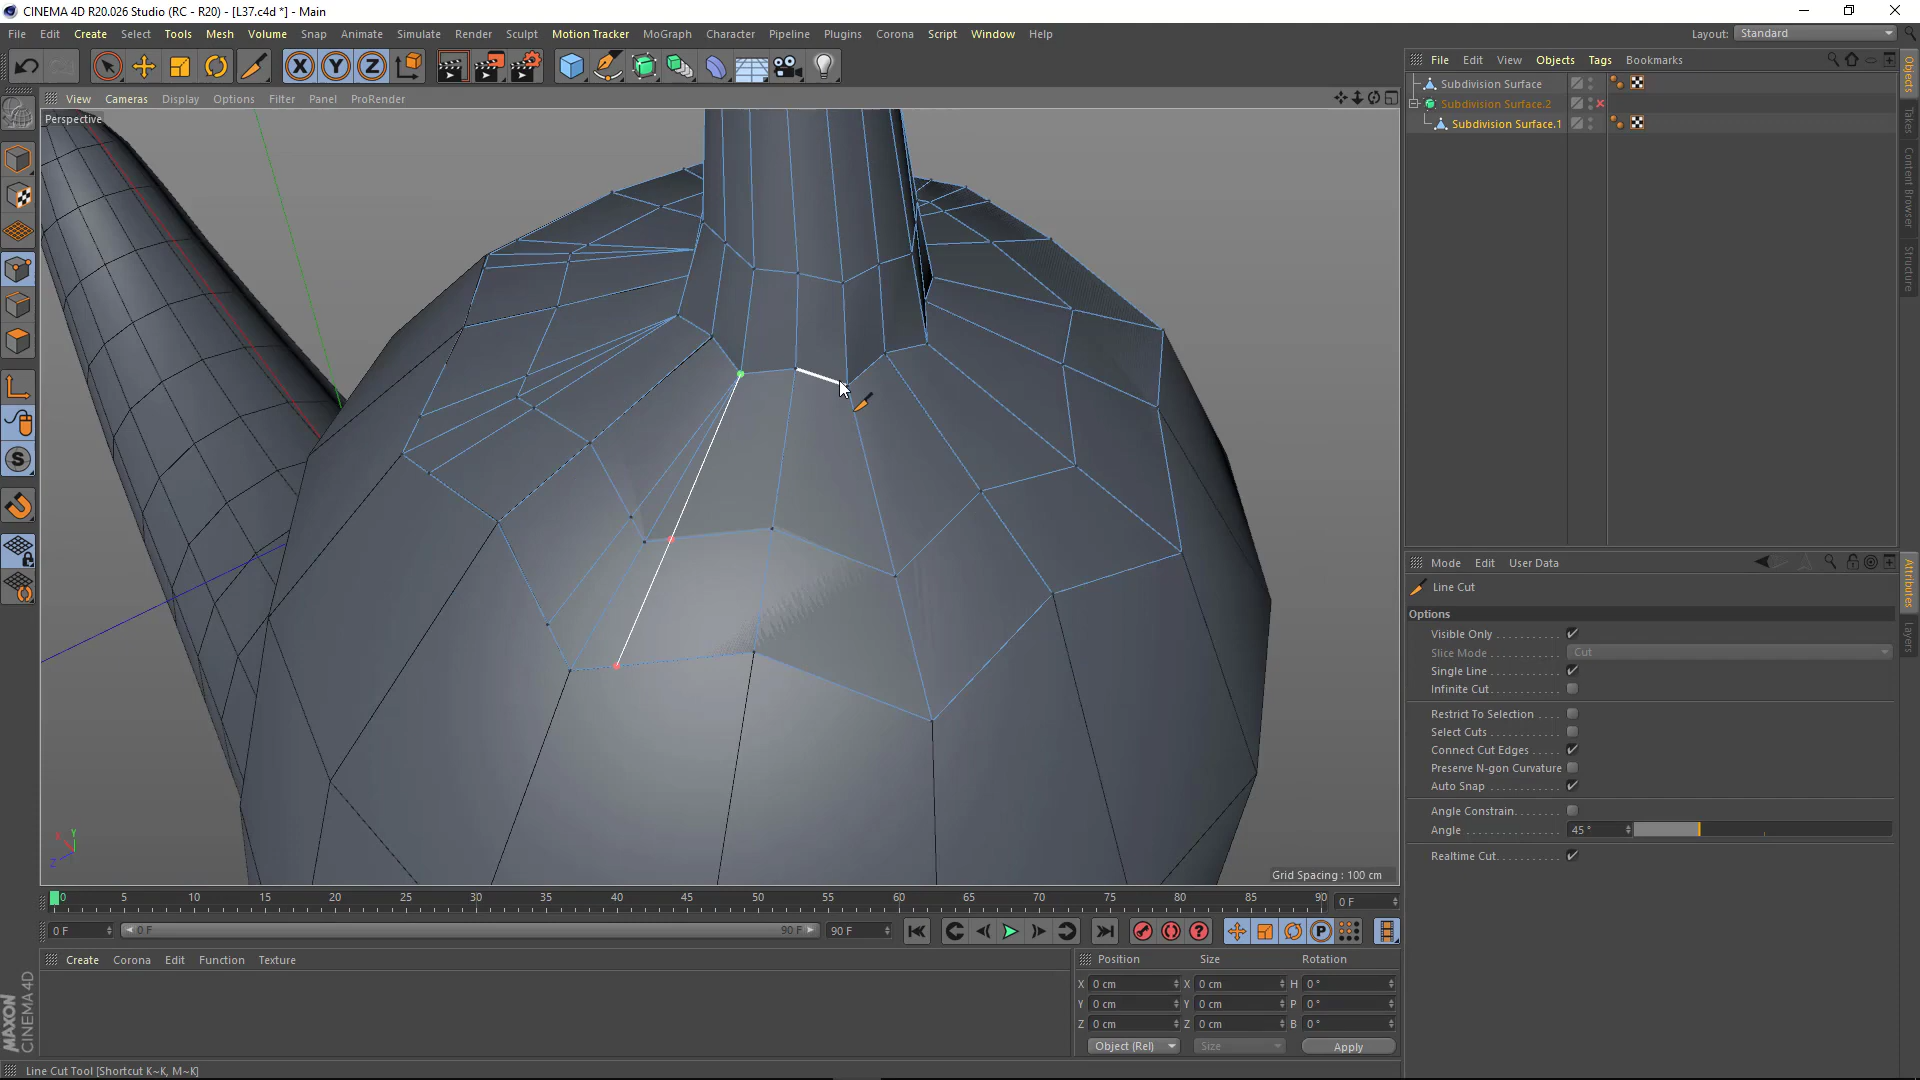 CINEMA 4D R20.026 Studio (RC - R20) - [L37.c4d *] - Main
File Edit Create Select Tools Mesh Volume Snap Animate Simulate Render Sculpt Motion Tracker MoGraph Character Pipeline Plugins Corona Script Window Help
Layout: Standard
File Edit View Objects Tags Bookmarks
View Cameras Display Options Filter Panel ProRender
Perspective
Subdivision Surface
Subdivision Surface.2
Subdivision Surface.1
Objects
Takes
Content Browser
Structure
Mode Edit User Data
Line Cut
Options
Visible Only
Slice Mode Cut
Single Line
Infinite Cut
Restrict To Selection
Select Cuts
Connect Cut Edges
Preserve N-gon Curvature
Auto Snap
Angle Constrain
Angle 45 °
Realtime Cut
Attributes
Layers
X Y Z
Grid Spacing : 100 cm
0 5 10 15 20 25 30 35 40 45 50 55 60 65 70 75 80 85 90 0 F
0 F 0 F 90 F 90 F
Create Corona Edit Function Texture
Position Size Rotation
X 0 cm X 0 cm H 0 °
Y 0 cm Y 0 cm P 0 °
Z 0 cm Z 0 cm B 0 °
Object (Rel) Size Apply
MAXON
CINEMA 4D
Line Cut Tool [Shortcut K~K, M~K]